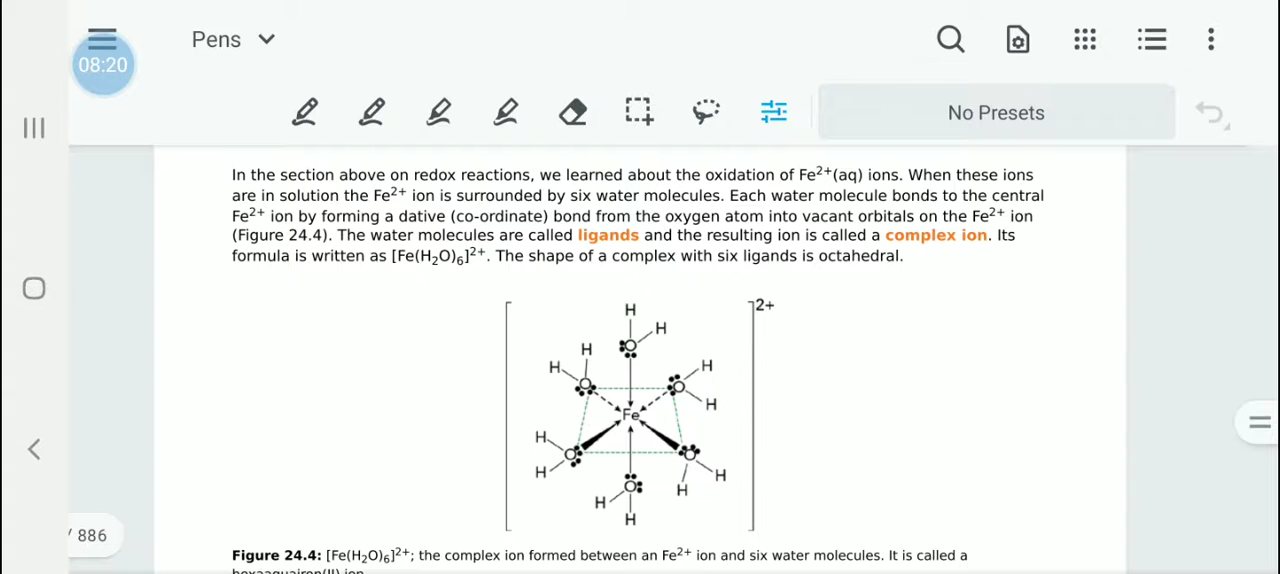 Pens
08:20
No Presets
In the section above on redox reactions, we learned about the oxidation of Fe²⁺(aq) ions. When these ions
are in solution the Fe²⁺ ion is surrounded by six water molecules. Each water molecule bonds to the central
Fe²⁺ ion by forming a dative (co-ordinate) bond from the oxygen atom into vacant orbitals on the Fe²⁺ ion
(Figure 24.4). The water molecules are called ligands and the resulting ion is called a complex ion. Its
formula is written as [Fe(H₂O)₆]²⁺. The shape of a complex with six ligands is octahedral.
2+
H
H
O
H
H
O
H
O
H
Fe
H
O
H
O
H
H
O
H
H
/ 886
Figure 24.4: [Fe(H₂O)₆]²⁺; the complex ion formed between an Fe²⁺ ion and six water molecules. It is called a
hexaaquairon(II) ion